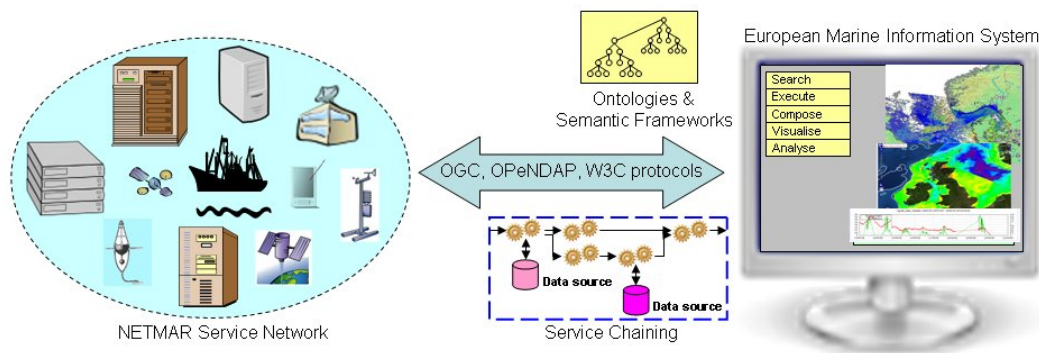 European Marine Information System
Search
Execute
Compose
Visualise
Analyse
Ontologies &
Semantic Frameworks
OGC, OPeNDAP, W3C protocols
Data source
Data source
Service Chaining
NETMAR Service Network